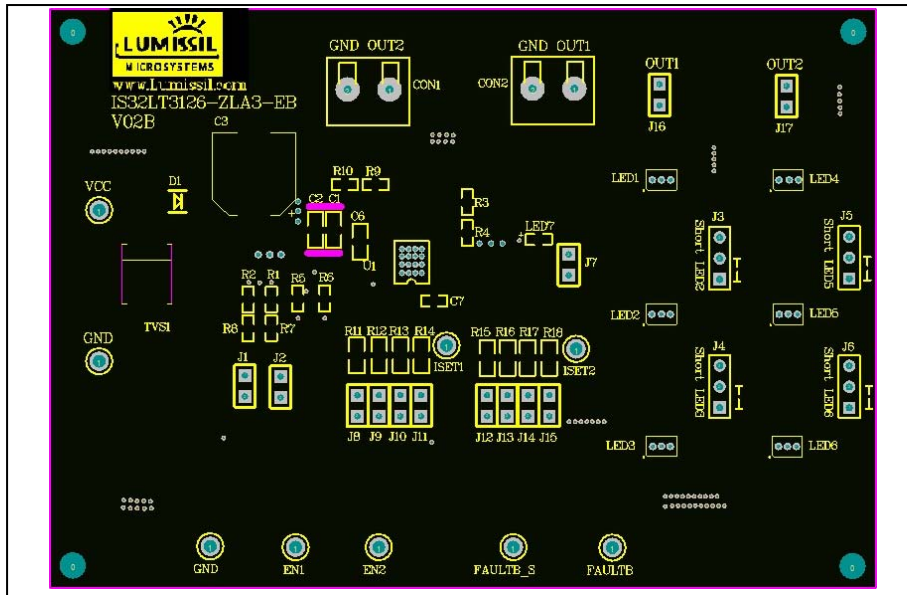 LUMISSIL
MICROSYSTEMS
www.Lumissil.com
IS32LT3126-ZLA3-EB
V02B
C3
GND OUT2
CON1
GND OUT1
CON2
OUT1
J16
OUT2
J17
VCC
D1
R10 R9
C2 C1
C6
U1
R3
R4
LED7
J7
LED1
LED4
J3
Short LED2
J5
Short LED5
TVS1
R2 R1 R5 R6
R8 R7
C7
GND
J1 J2
R11 R12 R13 R14
ISET1
R15 R16 R17 R18
ISET2
J8 J9 J10 J11
J12 J13 J14 J15
LED2
LED5
J4
Short LED3
J6
Short LED6
LED3
LED6
GND
EN1
EN2
FAULTB_S
FAULTB